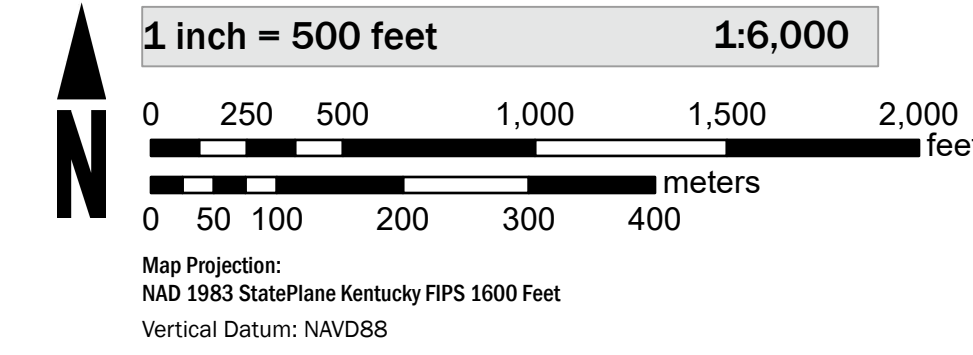 1 inch = 500 feet 1:6,000
0 250 500 1,000 1,500 2,000
feet
meters
0 50 100 200 300 400
N
Map Projection:
NAD 1983 StatePlane Kentucky FIPS 1600 Feet
Vertical Datum: NAVD88